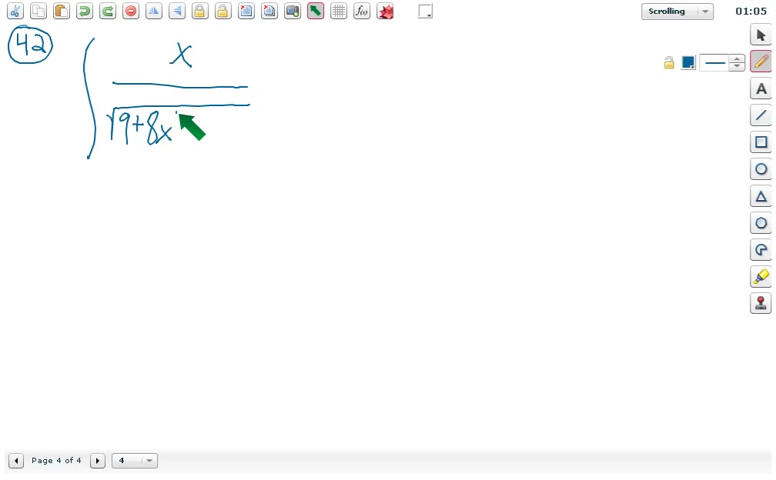 Scrolling
01:05
42
∫ x
√9+8x
Page 4 of 4
4